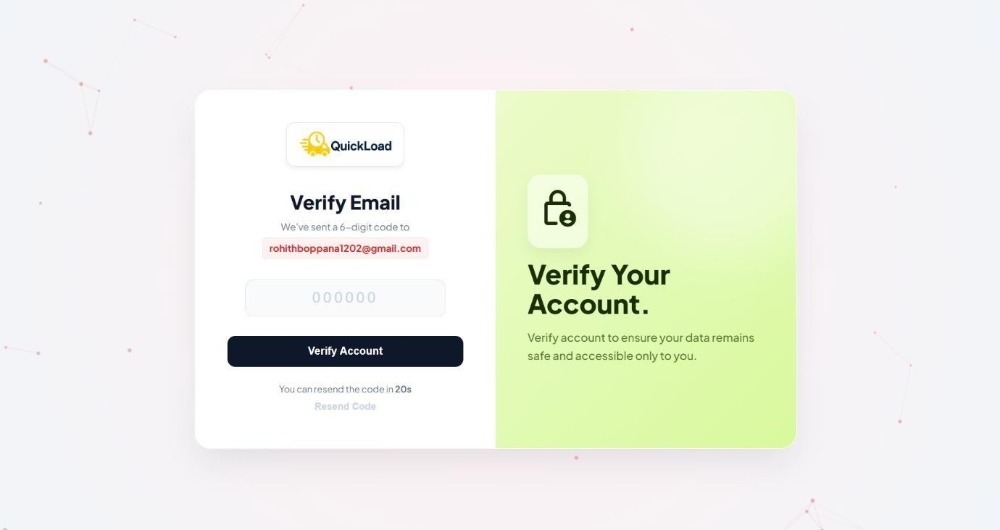 QuickLoad
Verify Email
We've sent a 6-digit code to
rohithboppana1202@gmail.com
000000
Verify Account
You can resend the code in 20s
Resend Code
Verify Your
Account.
Verify account to ensure your data remains
safe and accessible only to you.